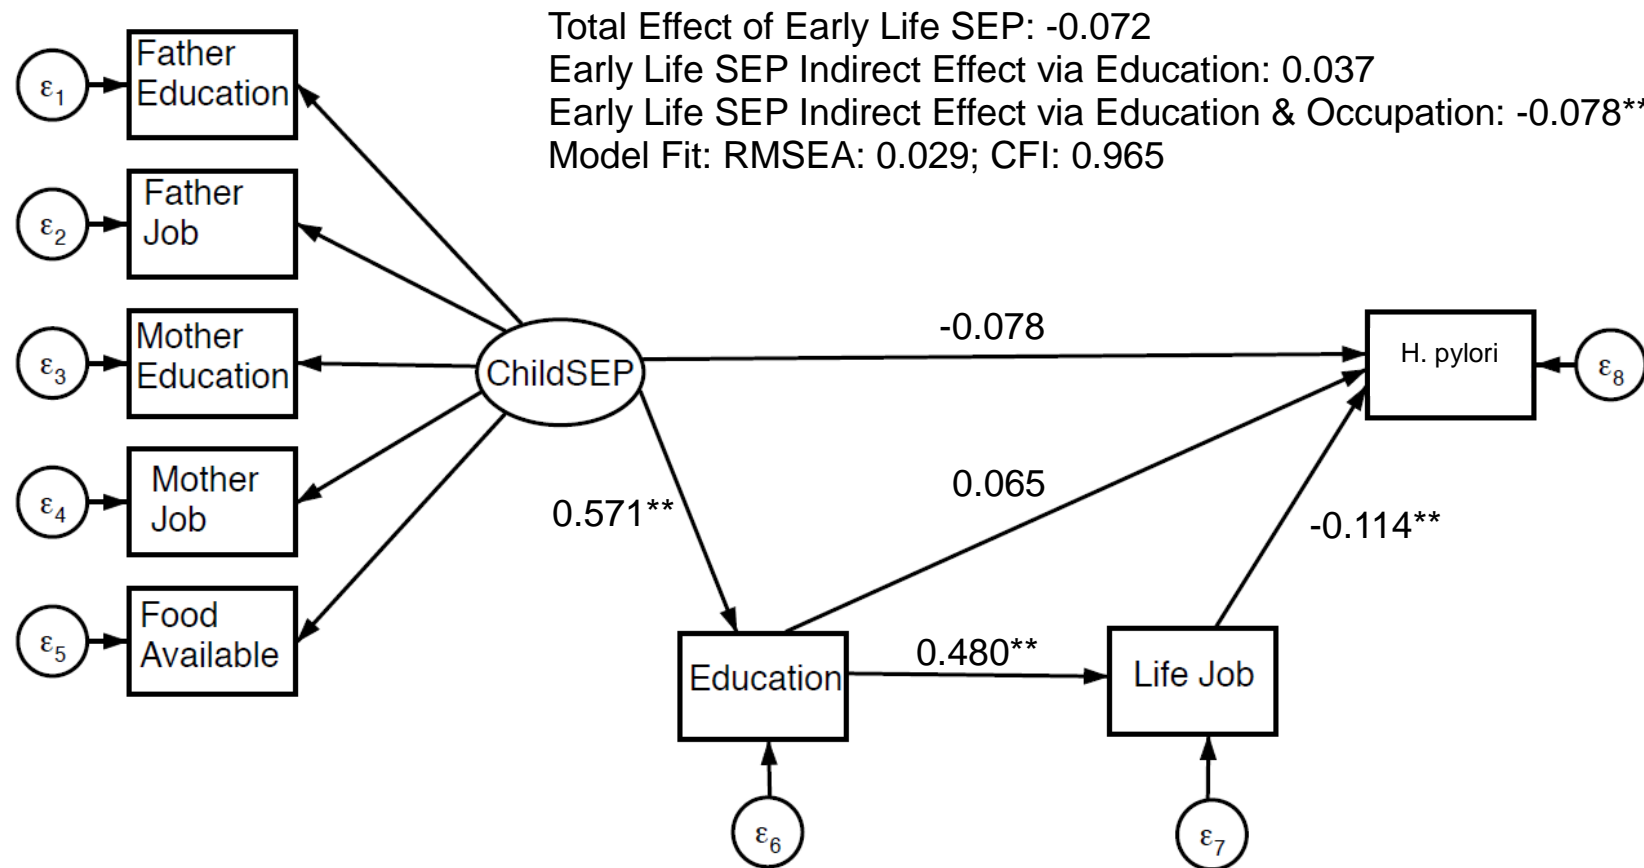 Total Effect of Early Life SEP: -0.072
Early Life SEP Indirect Effect via Education: 0.037
Early Life SEP Indirect Effect via Education & Occupation: -0.078**
Model Fit: RMSEA: 0.029; CFI: 0.965
ε1
Father
Education
ε2
Father
Job
ε3
Mother
Education
ε4
Mother
Job
ε5
Food
Available
ChildSEP
-0.078
H. pylori
ε8
0.571**
0.065
-0.114**
Education
0.480**
Life Job
ε6
ε7